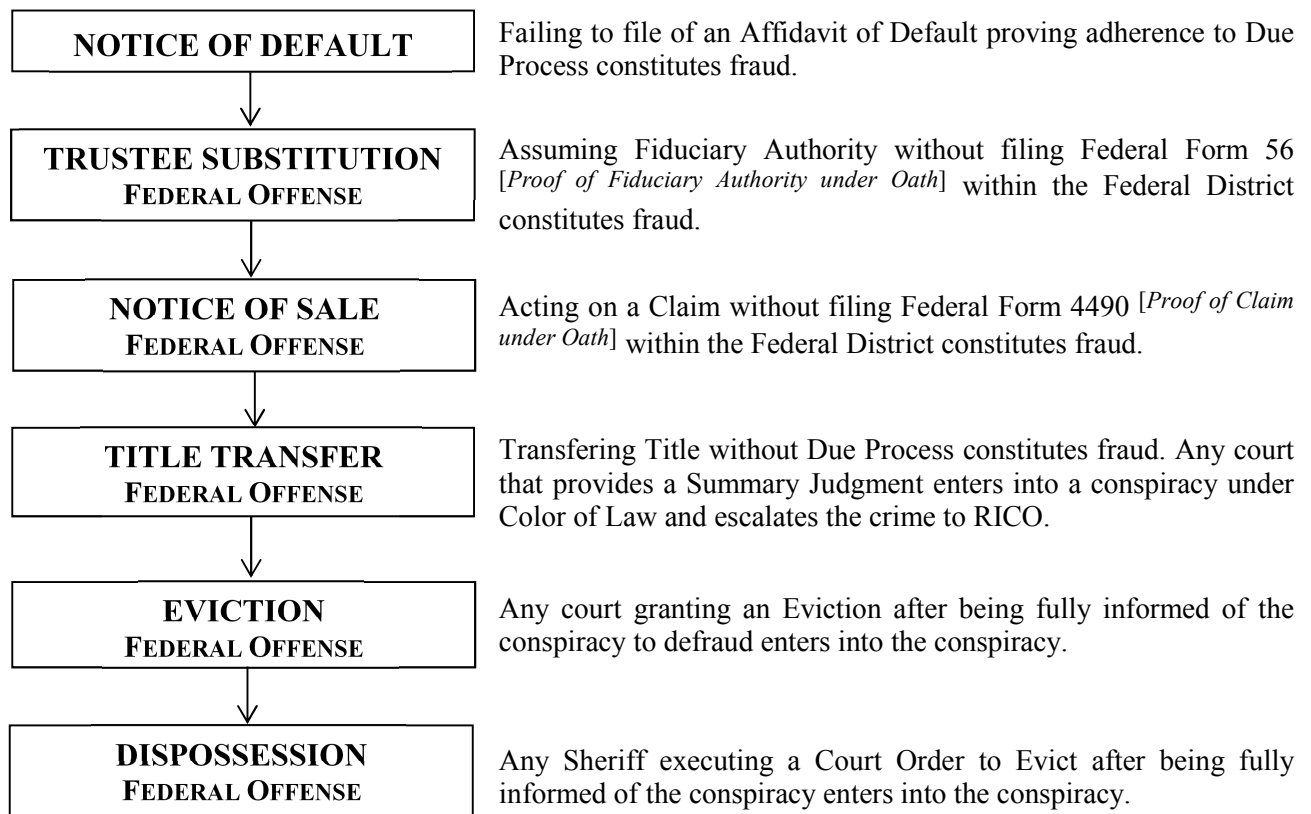 NOTICE OF DEFAULT
Failing to file of an Affidavit of Default proving adherence to Due
Process constitutes fraud.
TRUSTEE SUBSTITUTION
FEDERAL OFFENSE
Assuming Fiduciary Authority without filing Federal Form 56
[Proof of Fiduciary Authority under Oath] within the Federal District
constitutes fraud.
NOTICE OF SALE
FEDERAL OFFENSE
Acting on a Claim without filing Federal Form 4490 [Proof of Claim
under Oath] within the Federal District constitutes fraud.
TITLE TRANSFER
FEDERAL OFFENSE
Transfering Title without Due Process constitutes fraud. Any court
that provides a Summary Judgment enters into a conspiracy under
Color of Law and escalates the crime to RICO.
EVICTION
FEDERAL OFFENSE
Any court granting an Eviction after being fully informed of the
conspiracy to defraud enters into the conspiracy.
DISPOSSESSION
FEDERAL OFFENSE
Any Sheriff executing a Court Order to Evict after being fully
informed of the conspiracy enters into the conspiracy.